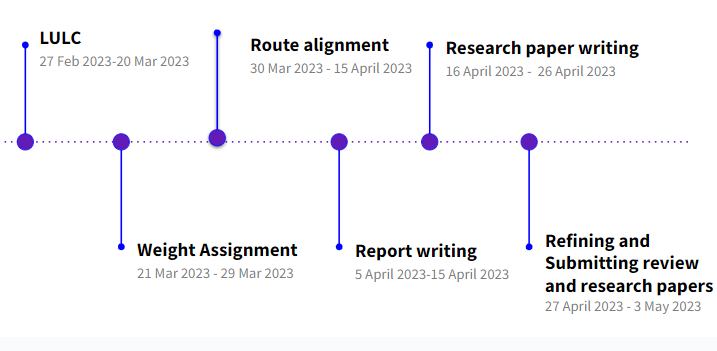 LULC
27 Feb 2023-20 Mar 2023
Route alignment
30 Mar 2023 - 15 April 2023
Research paper writing
16 April 2023 -  26 April 2023
Weight Assignment
21 Mar 2023 - 29 Mar 2023
Report writing
5 April 2023-15 April 2023
Refining and
Submitting review
and research papers
27 April 2023 - 3 May 2023